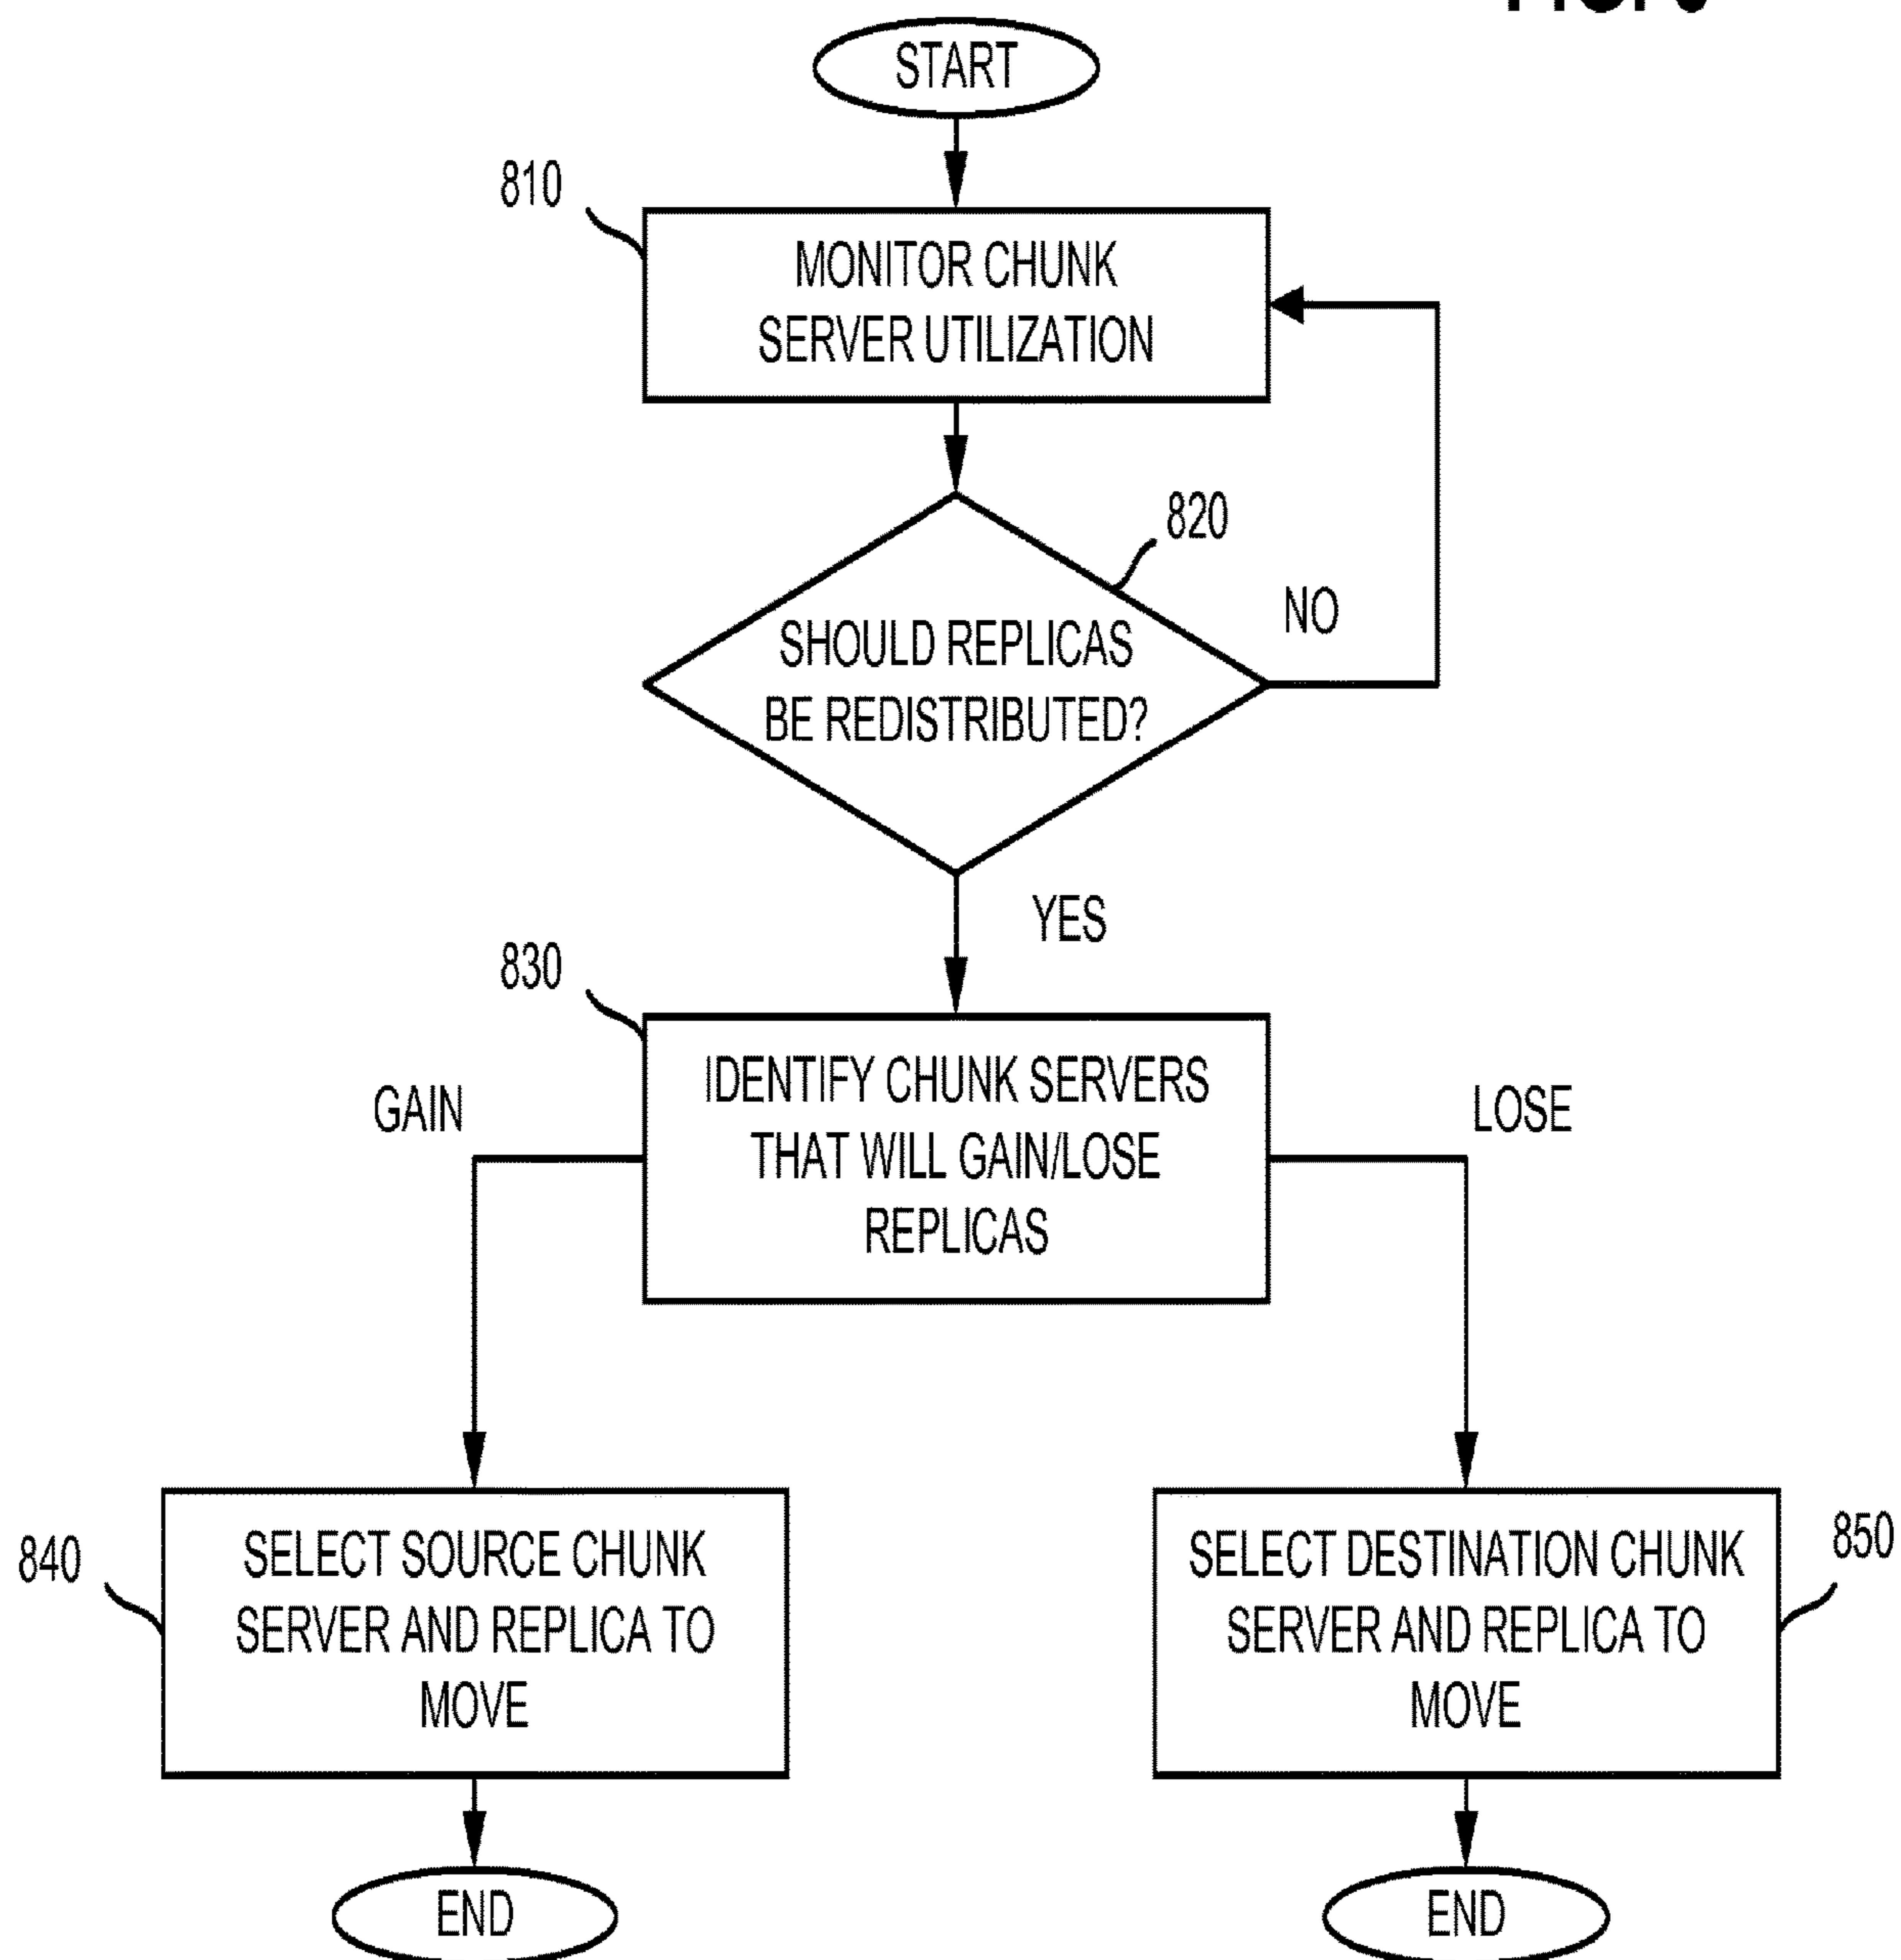 START
810
MONITOR CHUNK
SERVER UTILIZATION
820
SHOULD REPLICAS
BE REDISTRIBUTED?
NO
YES
830
IDENTIFY CHUNK SERVERS
THAT WILL GAIN/LOSE
REPLICAS
GAIN
LOSE
840
SELECT SOURCE CHUNK
SERVER AND REPLICA TO
MOVE
850
SELECT DESTINATION CHUNK
SERVER AND REPLICA TO
MOVE
END
END